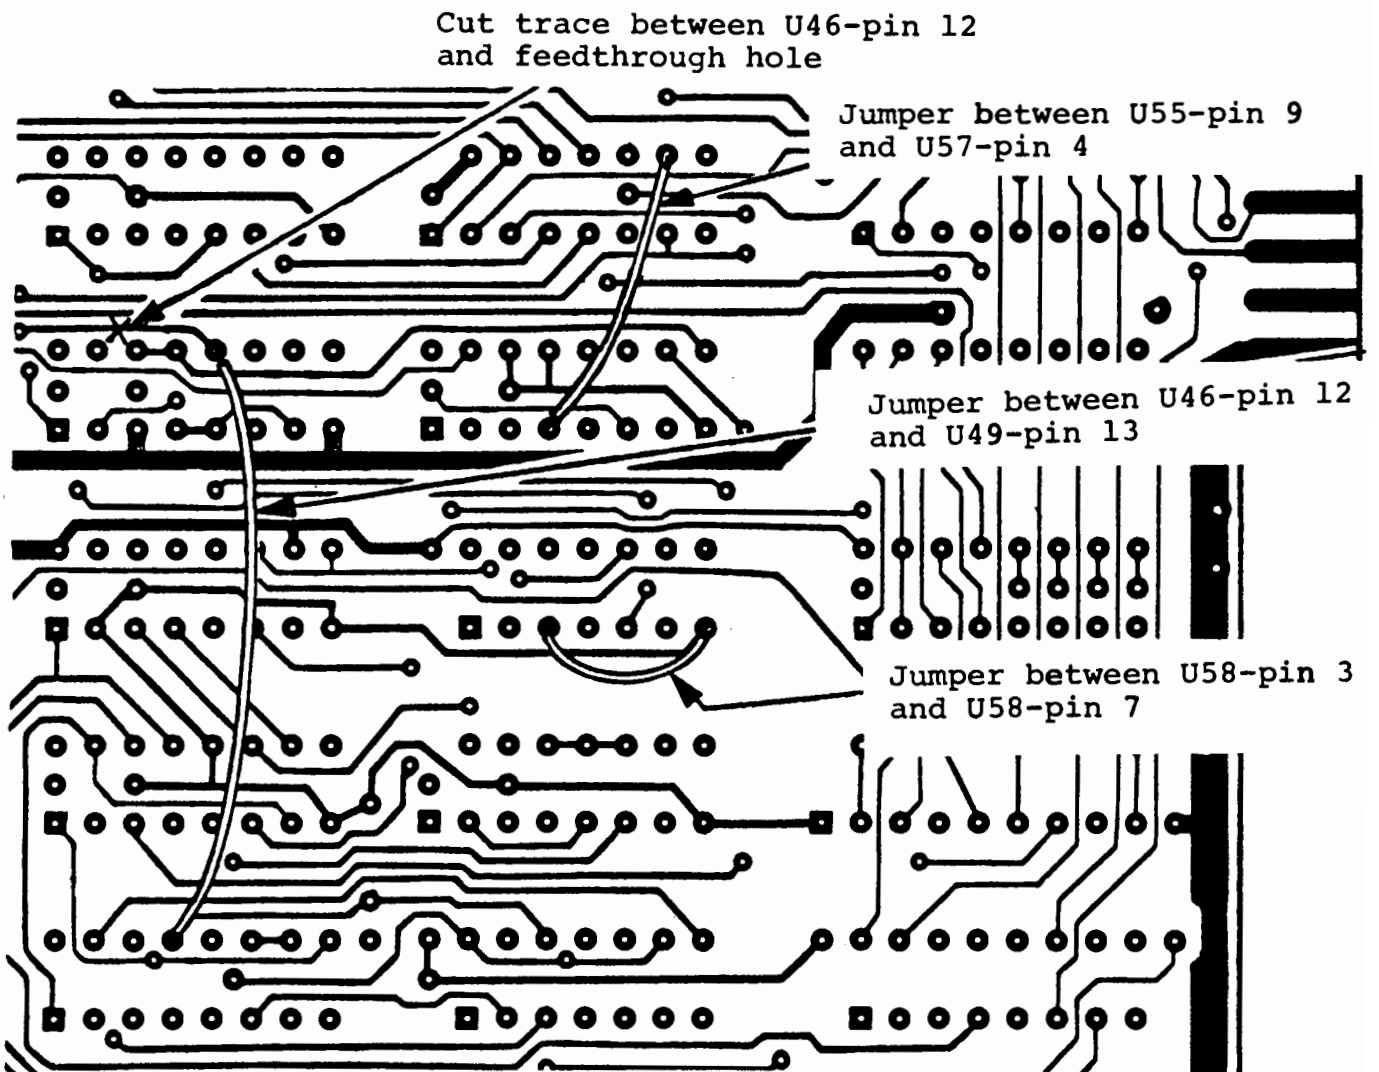 Cut trace between U46-pin 12
and feedthrough hole
Jumper between U55-pin 9
and U57-pin 4
Jumper between U46-pin 12
and U49-pin 13
Jumper between U58-pin 3
and U58-pin 7